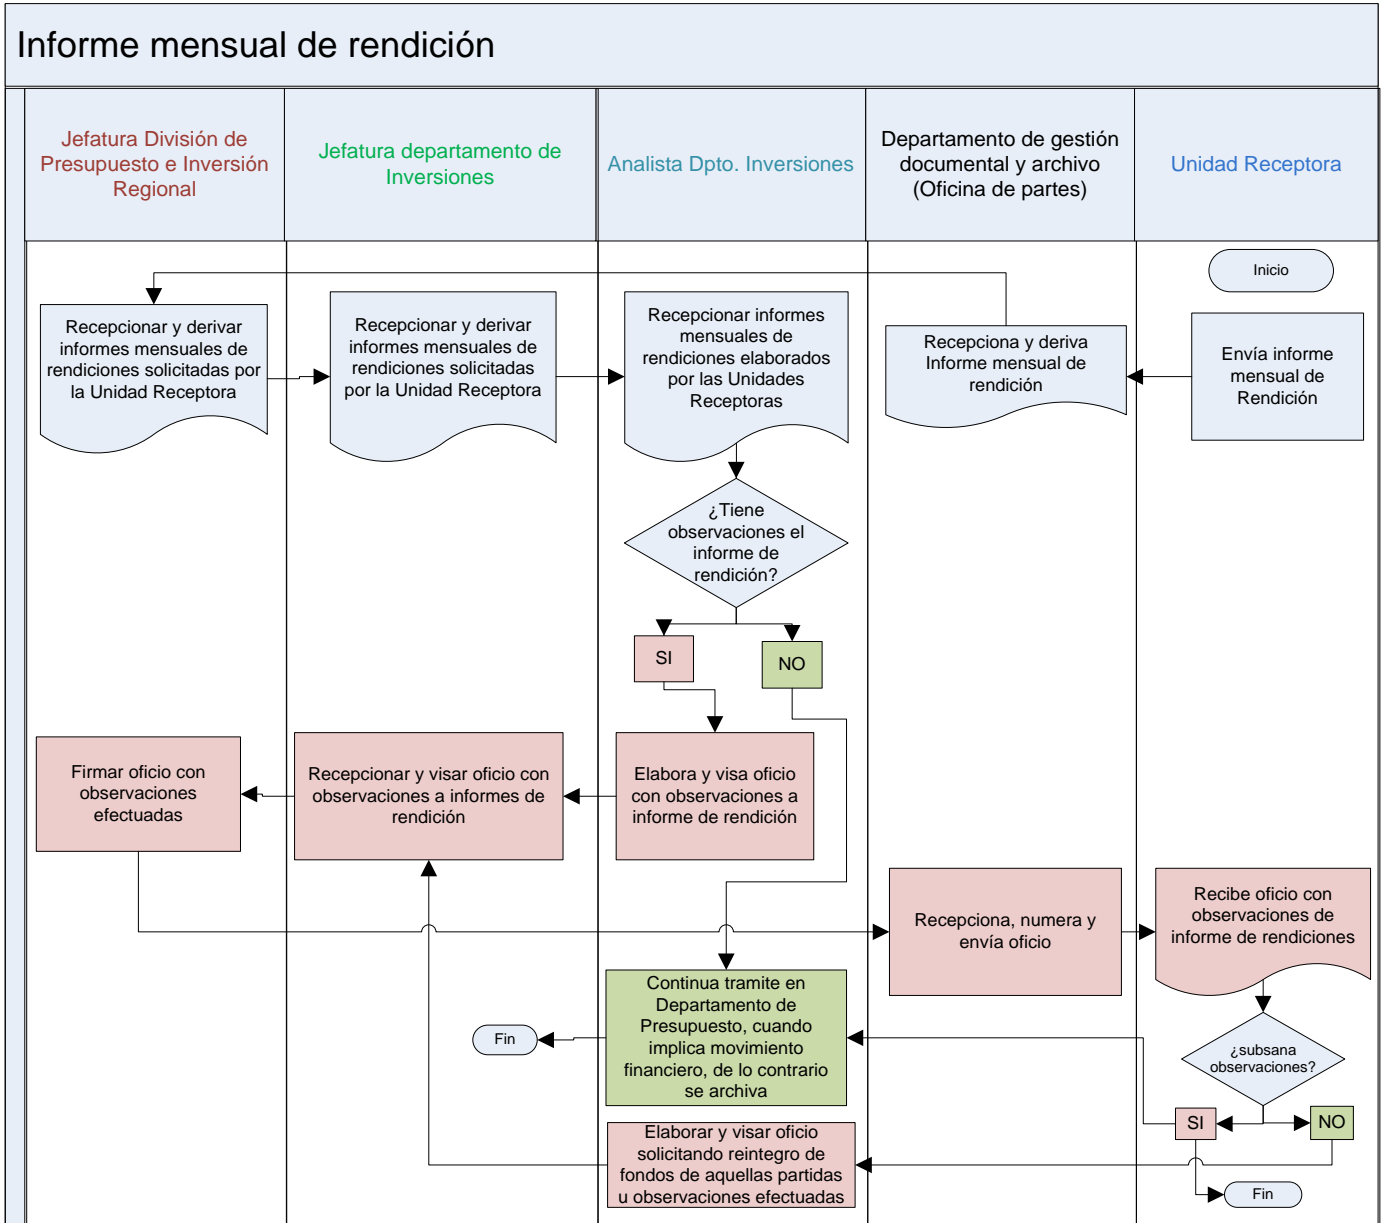 Informe mensual de rendición
Jefatura División de
Presupuesto e Inversión
Regional
Jefatura departamento de
Inversiones
Analista Dpto. Inversiones
Departamento de gestión
documental y archivo
(Oficina de partes)
Unidad Receptora
Inicio
Recepcionar y derivar
informes mensuales de
rendiciones solicitadas por
la Unidad Receptora
Recepcionar y derivar
informes mensuales de
rendiciones solicitadas
por la Unidad Receptora
Recepcionar informes
mensuales de
rendiciones elaborados
por las Unidades
Receptoras
Recepciona y deriva
Informe mensual de
rendición
Envía informe
mensual de
Rendición
¿Tiene
observaciones el
informe de
rendición?
SI
NO
Firmar oficio con
observaciones
efectuadas
Recepcionar y visar oficio con
observaciones a informes de
rendición
Elabora y visa oficio
con observaciones a
informe de rendición
Recepciona, numera y
envía oficio
Recibe oficio con
observaciones de
informe de rendiciones
Continua tramite en
Departamento de
Presupuesto, cuando
implica movimiento
financiero, de lo contrario
se archiva
Fin
¿subsana
observaciones?
SI
NO
Elaborar y visar oficio
solicitando reintegro de
fondos de aquellas partidas
u observaciones efectuadas
Fin